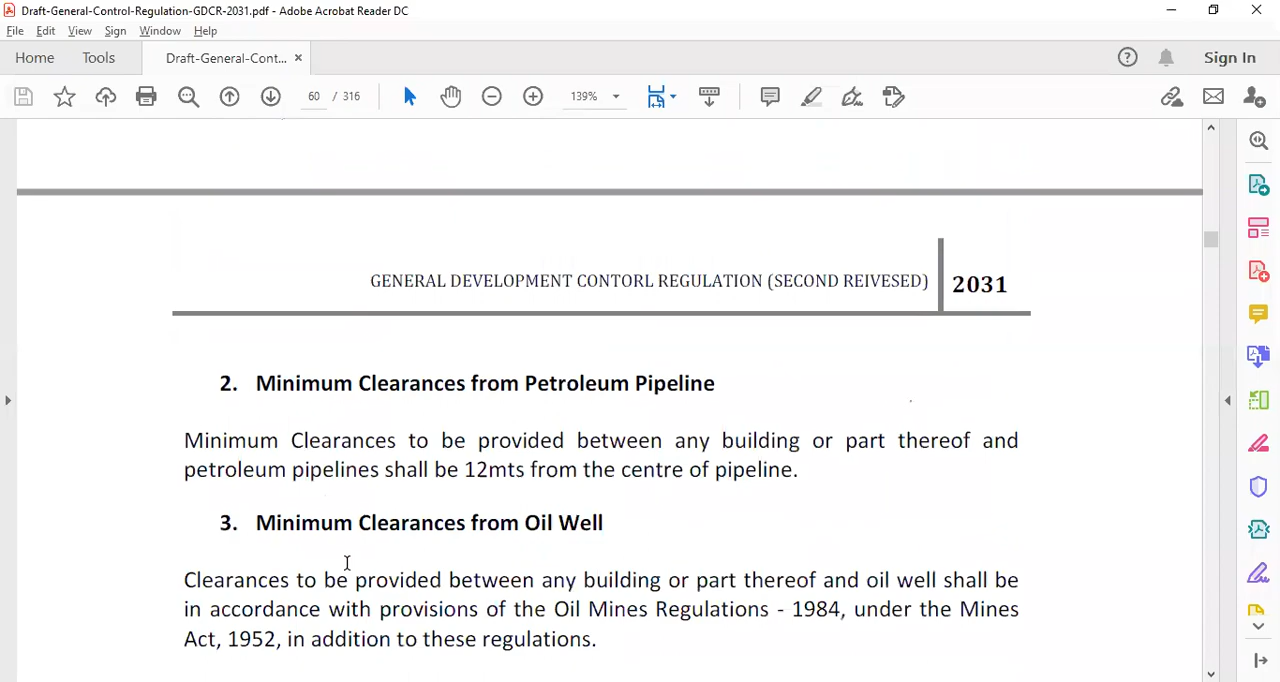 Draft-General-Control-Regulation-GDCR-2031.pdf - Adobe Acrobat Reader DC
File Edit View Sign Window Help
Home Tools Draft-General-Cont... × Sign In
60 / 316 139%
GENERAL DEVELOPMENT CONTORL REGULATION (SECOND REIVESED) 2031
2. Minimum Clearances from Petroleum Pipeline
Minimum Clearances to be provided between any building or part thereof and
petroleum pipelines shall be 12mts from the centre of pipeline.
3. Minimum Clearances from Oil Well
Clearances to be provided between any building or part thereof and oil well shall be
in accordance with provisions of the Oil Mines Regulations - 1984, under the Mines
Act, 1952, in addition to these regulations.